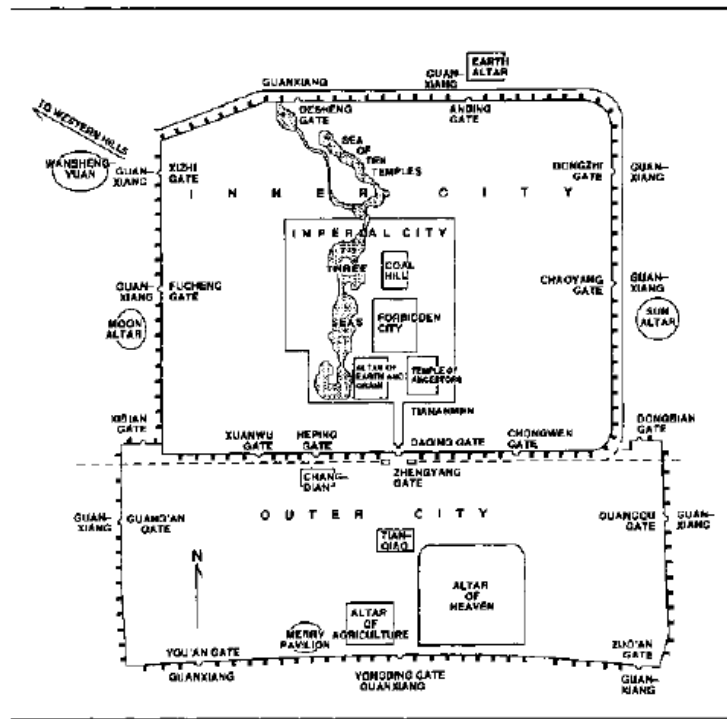 EARTH
ALTAR
GUAN-
XIANG
GUANXIANG
DESHENG
GATE
ANDING
GATE
TO WESTERN HILLS
SEA
OF
TEN
TEMPLES
WANSHENG
YUAN
GUAN-
XIANG
XIZHI
GATE
DONGZHI
GATE
GUAN-
XIANG
INNER CITY
IMPERIAL CITY
THREE
SEAS
COAL
HILL
GUAN-
XIANG
FUCHENG
GATE
CHAOYANG
GATE
GUAN-
XIANG
MOON
ALTAR
FORBIDDEN
CITY
SUN
ALTAR
ALTAR OF
EARTH AND
GRAIN
TEMPLE OF
ANCESTORS
TIANANMEN
XIBIAN
GATE
XUANWU
GATE
HEPING
GATE
DAQING GATE
CHONGWEN
GATE
DONGBIAN
GATE
CHANG-
DIAN
ZHENGYANG
GATE
OUTER CITY
GUAN-
XIANG
GUANG'AN
GATE
GUANGQU
GATE
GUAN-
XIANG
TIAN-
QIAO
N
ALTAR
OF
HEAVEN
ALTAR
OF
AGRICULTURE
MERRY
PAVILION
YOU'AN GATE
GUANXIANG
YONGDING GATE
GUANXIANG
ZUO'AN
GATE
GUAN-
XIANG